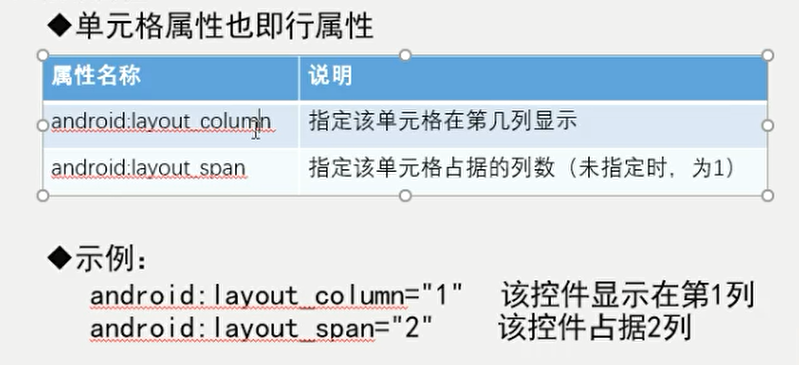 ◆单元格属性也即行属性
属性名称 说明
android:layout_column 指定该单元格在第几列显示
android:layout_span 指定该单元格占据的列数（未指定时，为1）
◆示例：
android:layout_column="1" 该控件显示在第1列
android:layout_span="2" 该控件占据2列